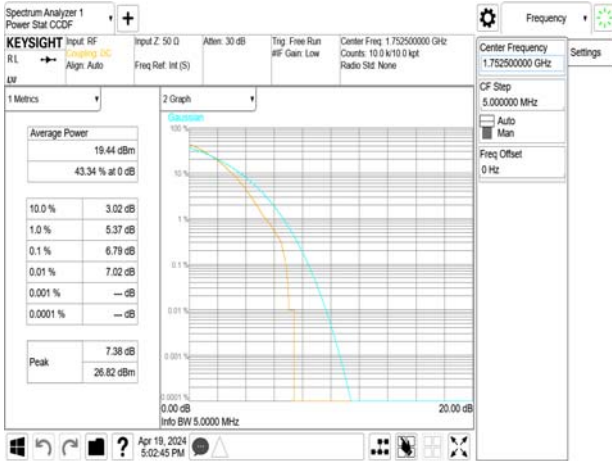 Spectrum Analyzer 1
Power Stat CCDF
+
Frequency
KEYSIGHT
RL
LW
Input: RF
Coupling: DC
Align: Auto
Input Z: 50 Ω
Freq Ref: Int (S)
Atten: 30 dB
Trig: Free Run
#IF Gain: Low
Center Freq: 1.752500000 GHz
Counts: 10.0 k/10.0 kpt
Radio Std: None
Center Frequency
1.752500000 GHz
Settings
CF Step
5.000000 MHz
Auto
Man
Freq Offset
0 Hz
1 Metrics
Average Power
19.44 dBm
43.34 % at 0 dB
10.0 % 3.02 dB
1.0 % 5.37 dB
0.1 % 6.79 dB
0.01 % 7.02 dB
0.001 % --- dB
0.0001 % --- dB
Peak
7.38 dB
26.82 dBm
2 Graph
Gaussian
100 %
10 %
1 %
0.1 %
0.01 %
0.001 %
0.0001 %
0.00 dB 20.00 dB
Info BW 5.0000 MHz
?
Apr 19, 2024
5:02:45 PM